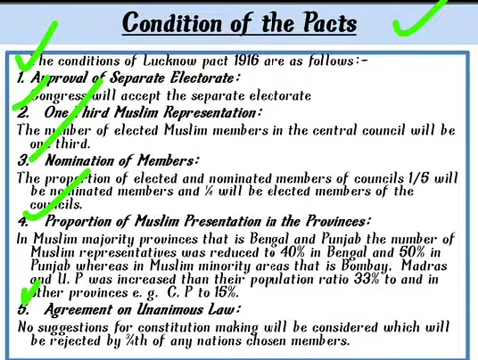 Condition of the Pacts
The conditions of Lucknow pact 1916 are as follows:-
1. Approval of Separate Electorate:
Congress will accept the separate electorate
2. One Third Muslim Representation:
The number of elected Muslim members in the central council will be
one third.
3. Nomination of Members:
The proportion of elected and nominated members of councils 1/5 will
be nominated members and ¼ will be elected members of the
councils.
4. Proportion of Muslim Presentation in the Provinces:
In Muslim majority provinces that is Bengal and Punjab the number of
Muslim representatives was reduced to 40% in Bengal and 50% in
Punjab whereas in Muslim minority areas that is Bombay. Madras
and U. P was increased than their population ratio 33% to and in
other provinces e. g. C. P to 15%.
5. Agreement on Unanimous Law:
No suggestions for constitution making will be considered which will
be rejected by ¾th of any nations chosen members.